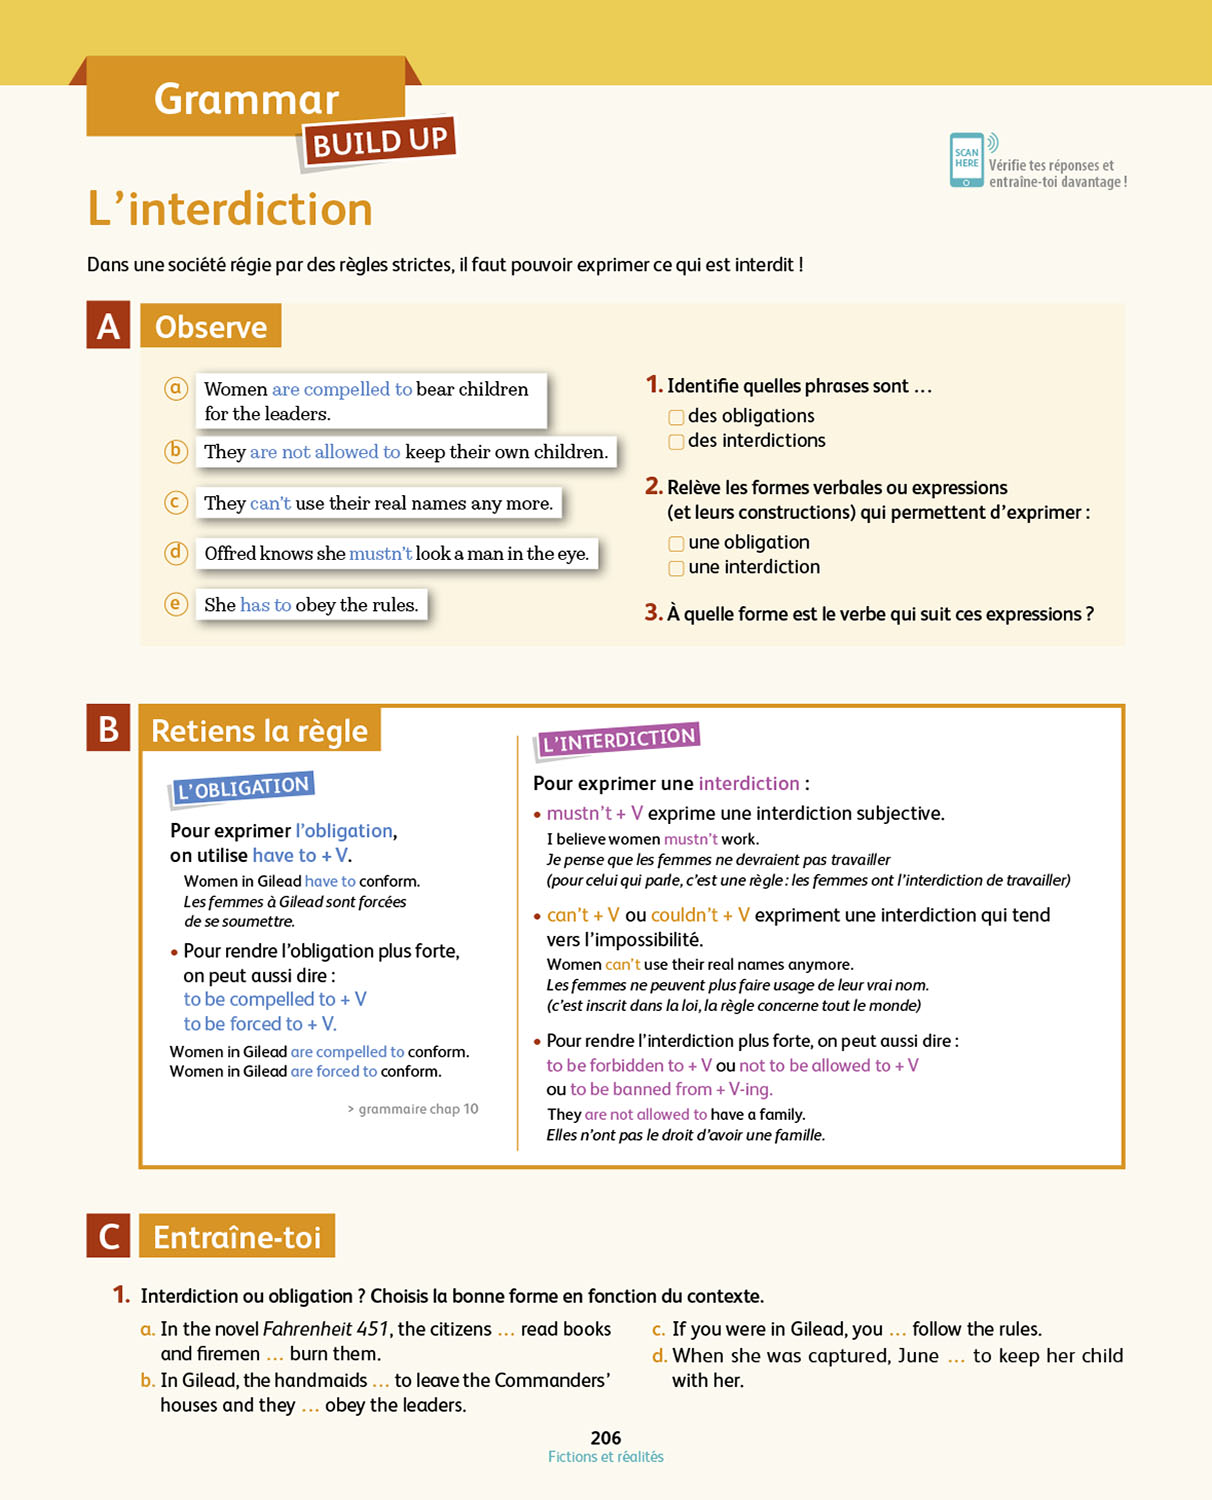 Grammar
BUILD UP
SCAN
HERE
Vérifie tes réponses et
entraîne-toi davantage !
L'interdiction
Dans une société régie par des règles strictes, il faut pouvoir exprimer ce qui est interdit !
A Observe
a Women are compelled to bear children
for the leaders.
b They are not allowed to keep their own children.
c They can't use their real names any more.
d Offred knows she mustn't look a man in the eye.
e She has to obey the rules.
1. Identifie quelles phrases sont ...
des obligations
des interdictions
2. Relève les formes verbales ou expressions
(et leurs constructions) qui permettent d'exprimer :
une obligation
une interdiction
3. À quelle forme est le verbe qui suit ces expressions ?
B Retiens la règle
L'OBLIGATION
Pour exprimer l'obligation,
on utilise have to + V.
Women in Gilead have to conform.
Les femmes à Gilead sont forcées
de se soumettre.
• Pour rendre l'obligation plus forte,
on peut aussi dire :
to be compelled to + V
to be forced to + V.
Women in Gilead are compelled to conform.
Women in Gilead are forced to conform.
> grammaire chap 10
L'INTERDICTION
Pour exprimer une interdiction :
• mustn't + V exprime une interdiction subjective.
I believe women mustn't work.
Je pense que les femmes ne devraient pas travailler
(pour celui qui parle, c'est une règle : les femmes ont l'interdiction de travailler)
• can't + V ou couldn't + V expriment une interdiction qui tend
vers l'impossibilité.
Women can't use their real names anymore.
Les femmes ne peuvent plus faire usage de leur vrai nom.
(c'est inscrit dans la loi, la règle concerne tout le monde)
• Pour rendre l'interdiction plus forte, on peut aussi dire :
to be forbidden to + V ou not to be allowed to + V
ou to be banned from + V-ing.
They are not allowed to have a family.
Elles n'ont pas le droit d'avoir une famille.
C Entraîne-toi
1. Interdiction ou obligation ? Choisis la bonne forme en fonction du contexte.
a. In the novel Fahrenheit 451, the citizens ... read books
and firemen ... burn them.
b. In Gilead, the handmaids ... to leave the Commanders'
houses and they ... obey the leaders.
c. If you were in Gilead, you ... follow the rules.
d. When she was captured, June ... to keep her child
with her.
206
Fictions et réalités